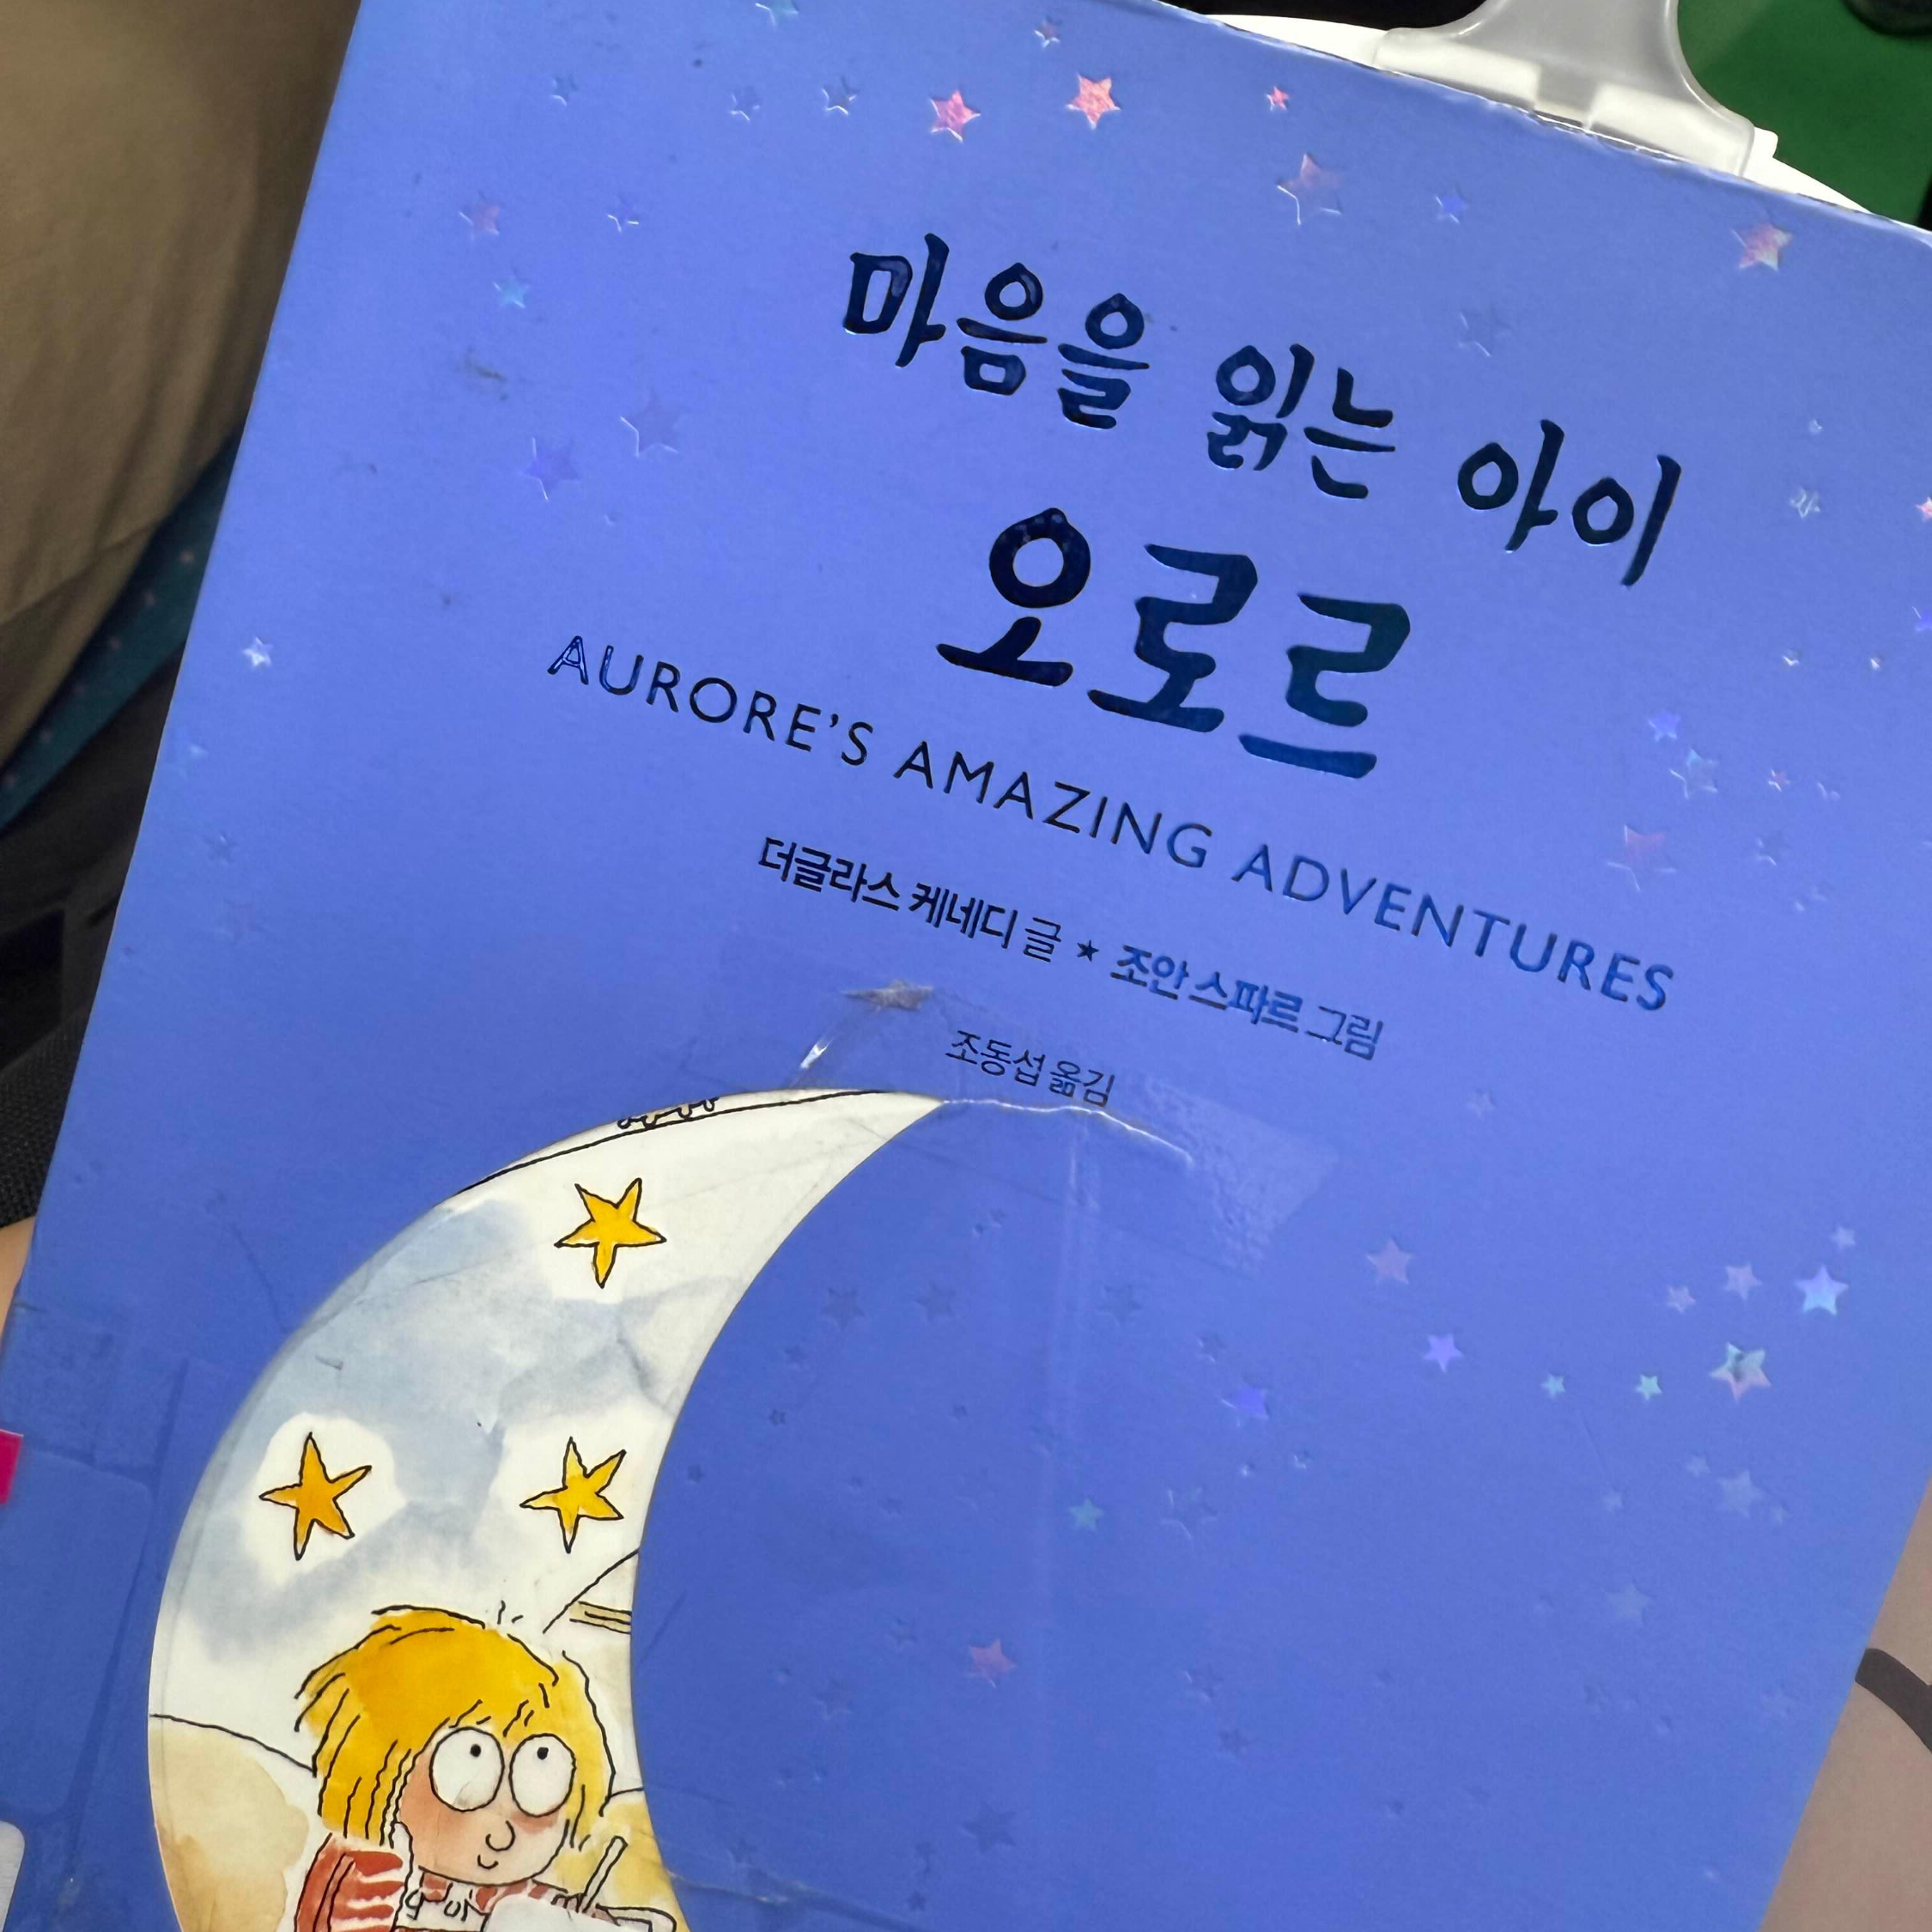 마음을 읽는 아이
오로르
AURORE'S AMAZING ADVENTURES
더글라스 케네디 글 ★ 조안 스파르 그림
조동섭 옮김